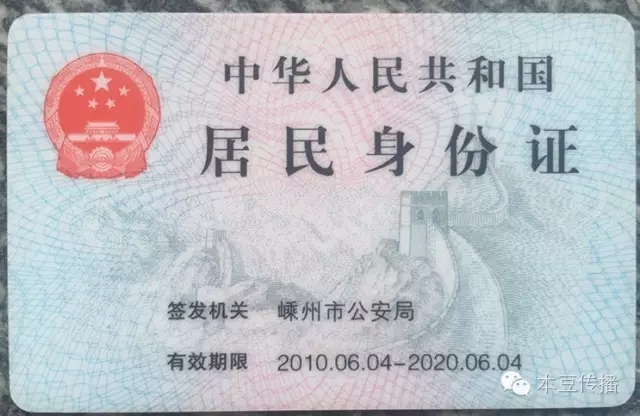 中华人民共和国
居民身份证
签发机关 嵊州市公安局
有效期限 2010.06.04-2020.06.04
本豆传播